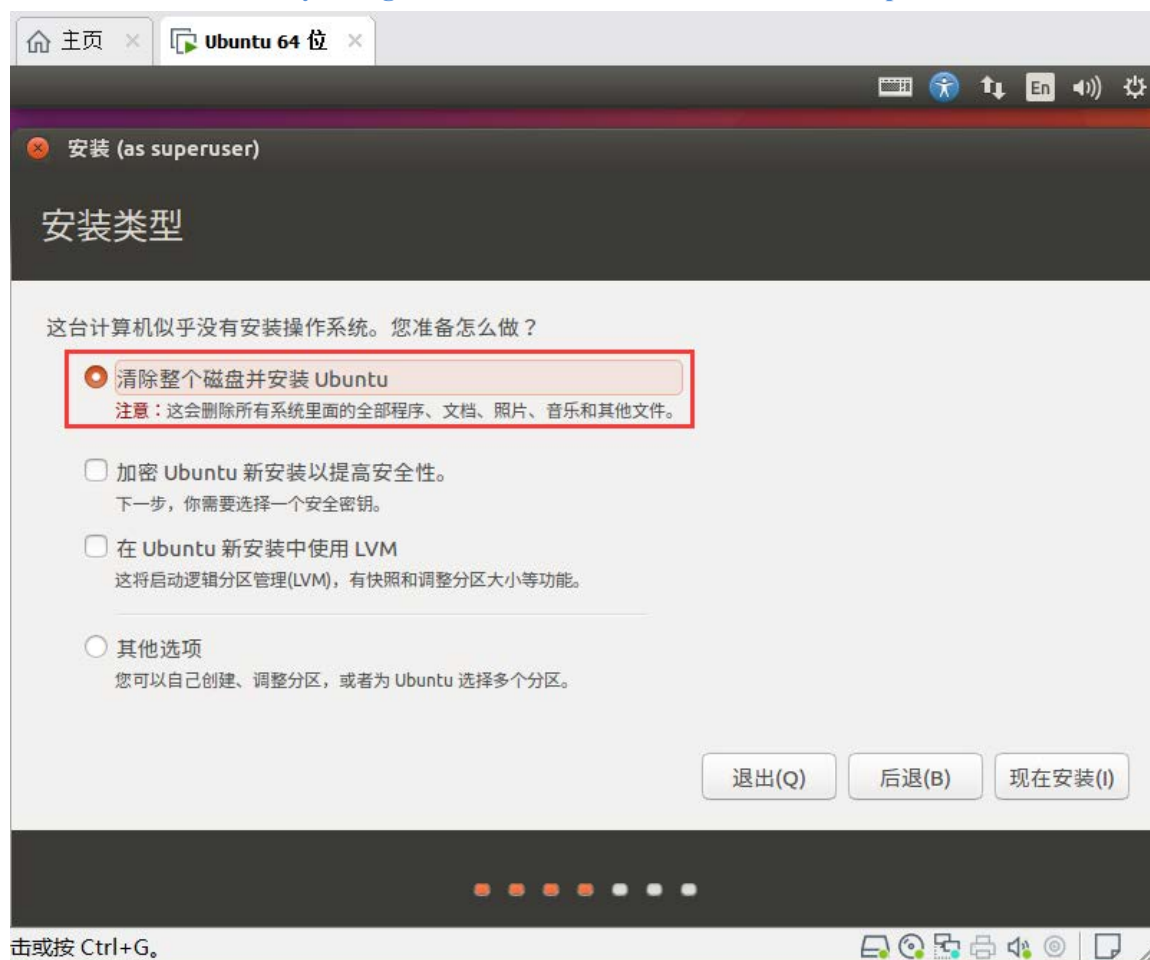 主页
Ubuntu 64 位
En
安装 (as superuser)
安装类型
这台计算机似乎没有安装操作系统。您准备怎么做？
清除整个磁盘并安装 Ubuntu
注意：这会删除所有系统里面的全部程序、文档、照片、音乐和其他文件。
加密 Ubuntu 新安装以提高安全性。
下一步，你需要选择一个安全密钥。
在 Ubuntu 新安装中使用 LVM
这将启动逻辑分区管理(LVM)，有快照和调整分区大小等功能。
其他选项
您可以自己创建、调整分区，或者为 Ubuntu 选择多个分区。
退出(Q)
后退(B)
现在安装(I)
击或按 Ctrl+G。